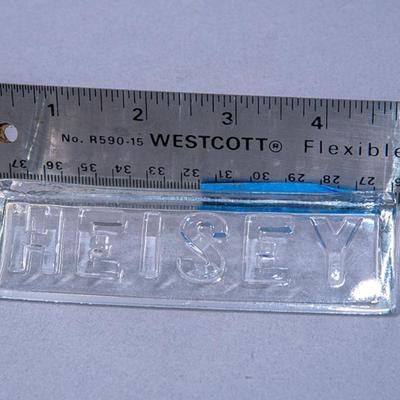 1 2 3 4
No. R590-15 WESTCOTT® Flexible
37 36 35 34 33 32 31 30 29 28 27
HEISEY